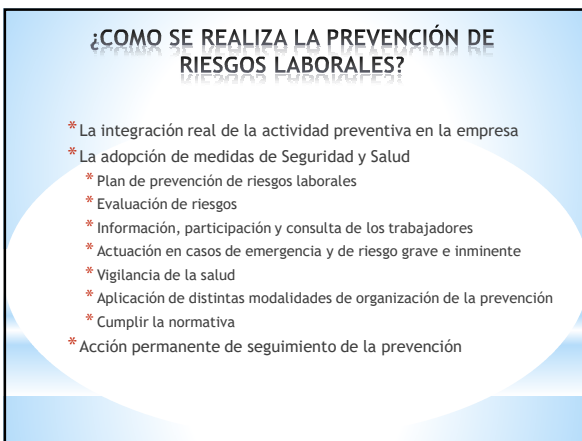 ¿COMO SE REALIZA LA PREVENCIÓN DE
RIESGOS LABORALES?
* La integración real de la actividad preventiva en la empresa
* La adopción de medidas de Seguridad y Salud
* Plan de prevención de riesgos laborales
* Evaluación de riesgos
* Información, participación y consulta de los trabajadores
* Actuación en casos de emergencia y de riesgo grave e inminente
* Vigilancia de la salud
* Aplicación de distintas modalidades de organización de la prevención
* Cumplir la normativa
* Acción permanente de seguimiento de la prevención